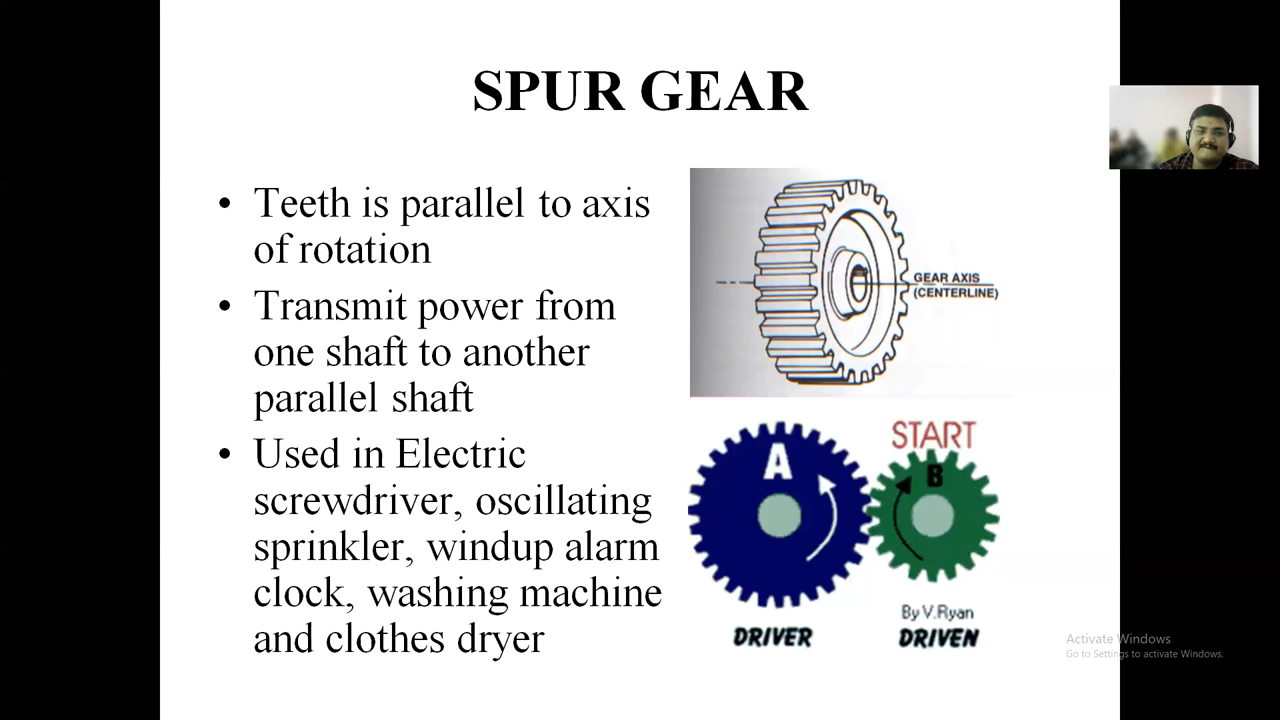 SPUR GEAR
• Teeth is parallel to axis
of rotation
• Transmit power from
one shaft to another
parallel shaft
• Used in Electric
screwdriver, oscillating
sprinkler, windup alarm
clock, washing machine
and clothes dryer
GEAR AXIS
(CENTERLINE)
START
A
B
By V.Ryan
DRIVER
DRIVEN
Activate Windows
Go to Settings to activate Windows.